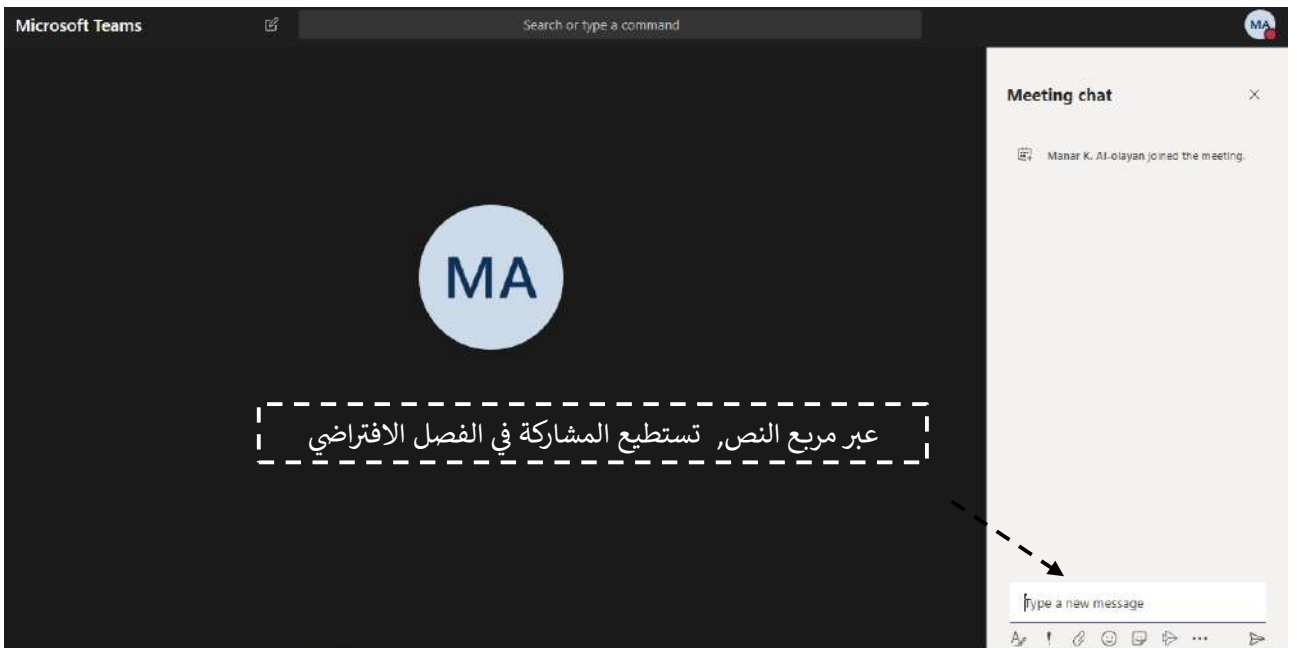 Microsoft Teams
Search or type a command
MA
Meeting chat
Manar K. Al-olayan joined the meeting.
MA
عبر مربع النص, تستطيع المشاركة في الفصل الافتراضي
Type a new message